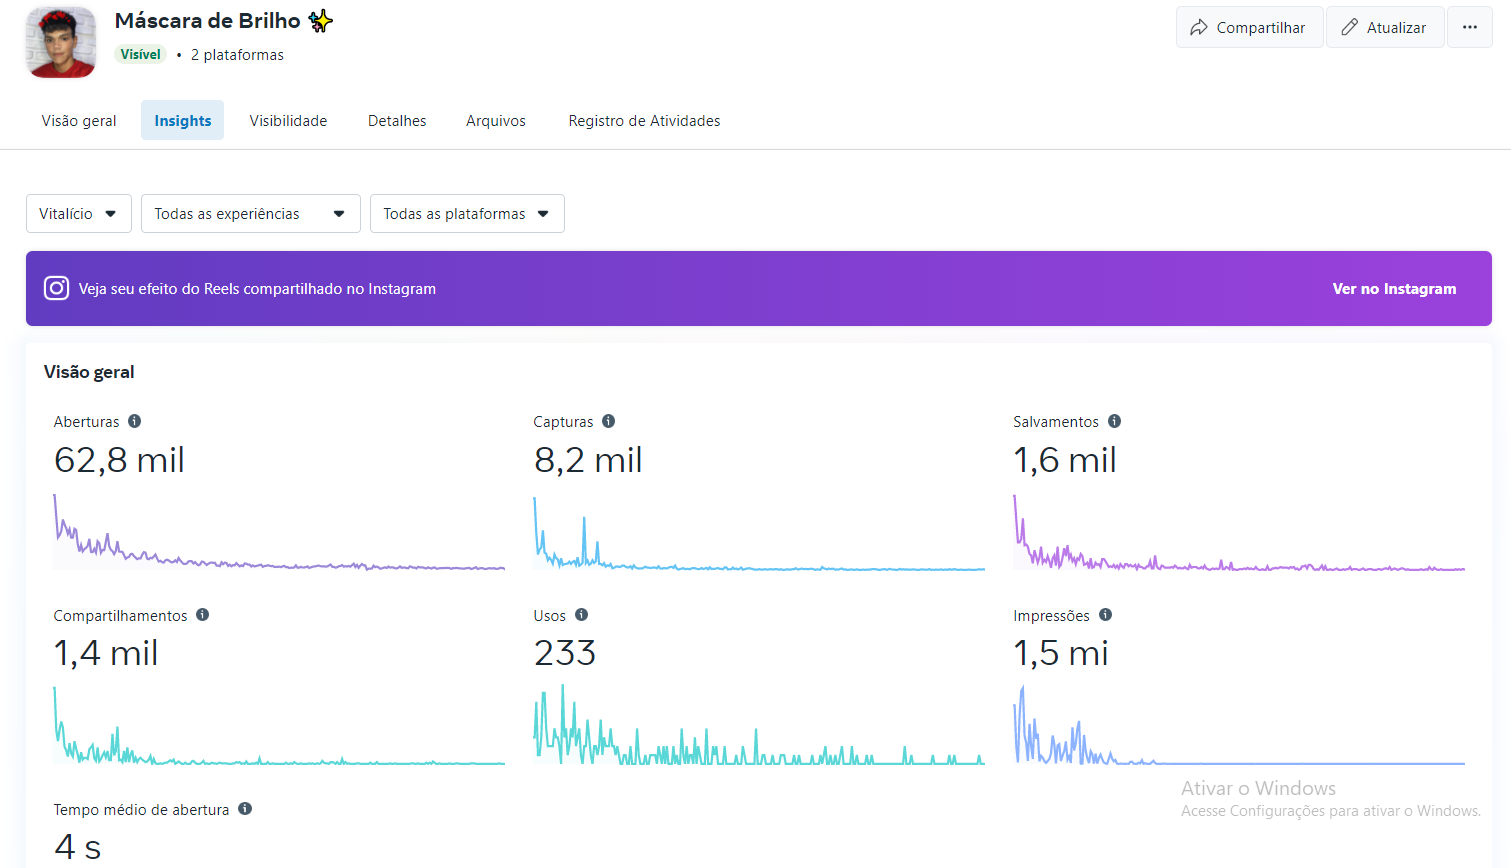 Máscara de Brilho ✨
Visível • 2 plataformas
Compartilhar
Atualizar
Visão geral
Insights
Visibilidade
Detalhes
Arquivos
Registro de Atividades
Vitalício
Todas as experiências
Todas as plataformas
Veja seu efeito do Reels compartilhado no Instagram
Ver no Instagram
Visão geral
Aberturas
62,8 mil
Capturas
8,2 mil
Salvamentos
1,6 mil
Compartilhamentos
1,4 mil
Usos
233
Impressões
1,5 mi
Tempo médio de abertura
4 s
Ativar o Windows
Acesse Configurações para ativar o Windows.